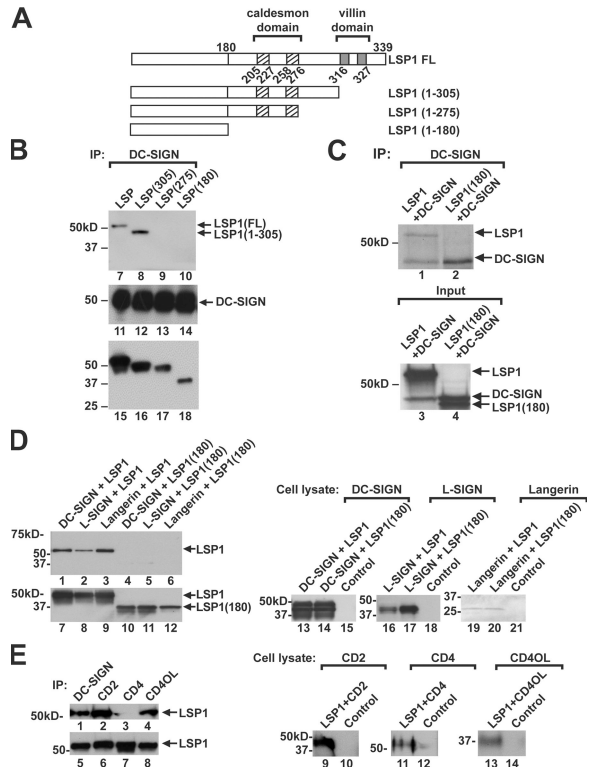 A
caldesmon domain
villin domain
180
339
LSP1 FL
205
227
258
276
316
327
LSP1 (1-305)
LSP1 (1-275)
LSP1 (1-180)
B
IP: DC-SIGN
LSP
LSP(305)
LSP(275)
LSP(180)
50kD
37
LSP1(FL)
LSP1(1-305)
7 8 9 10
50
DC-SIGN
11 12 13 14
50
37
25
15 16 17 18
C
IP: DC-SIGN
LSP1 +DC-SIGN
LSP1(180) +DC-SIGN
50kD
LSP1
DC-SIGN
1 2
Input
LSP1 +DC-SIGN
LSP1(180) +DC-SIGN
50kD
LSP1
DC-SIGN
LSP1(180)
3 4
D
DC-SIGN + LSP1
L-SIGN + LSP1
Langerin + LSP1
DC-SIGN + LSP1(180)
L-SIGN + LSP1(180)
Langerin + LSP1(180)
75kD-
50-
37-
LSP1
1 2 3 4 5 6
50-
37-
LSP1
LSP1(180)
7 8 9 10 11 12
Cell lysate: DC-SIGN L-SIGN Langerin
DC-SIGN + LSP1
DC-SIGN + LSP1(180)
Control
50kD-
37-
13 14 15
L-SIGN + LSP1
L-SIGN + LSP1(180)
Control
50kD-
37-
16 17 18
Langerin + LSP1
Langerin + LSP1(180)
Control
37-
25-
19 20 21
E
IP:
DC-SIGN
CD2
CD4
CD4OL
50kD-
LSP1
1 2 3 4
50-
LSP1
5 6 7 8
Cell lysate: CD2 CD4 CD4OL
LSP1+CD2
Control
50kD-
9 10
LSP1+CD4
Control
50-
11 12
LSP1+CD4OL
Control
37-
13 14